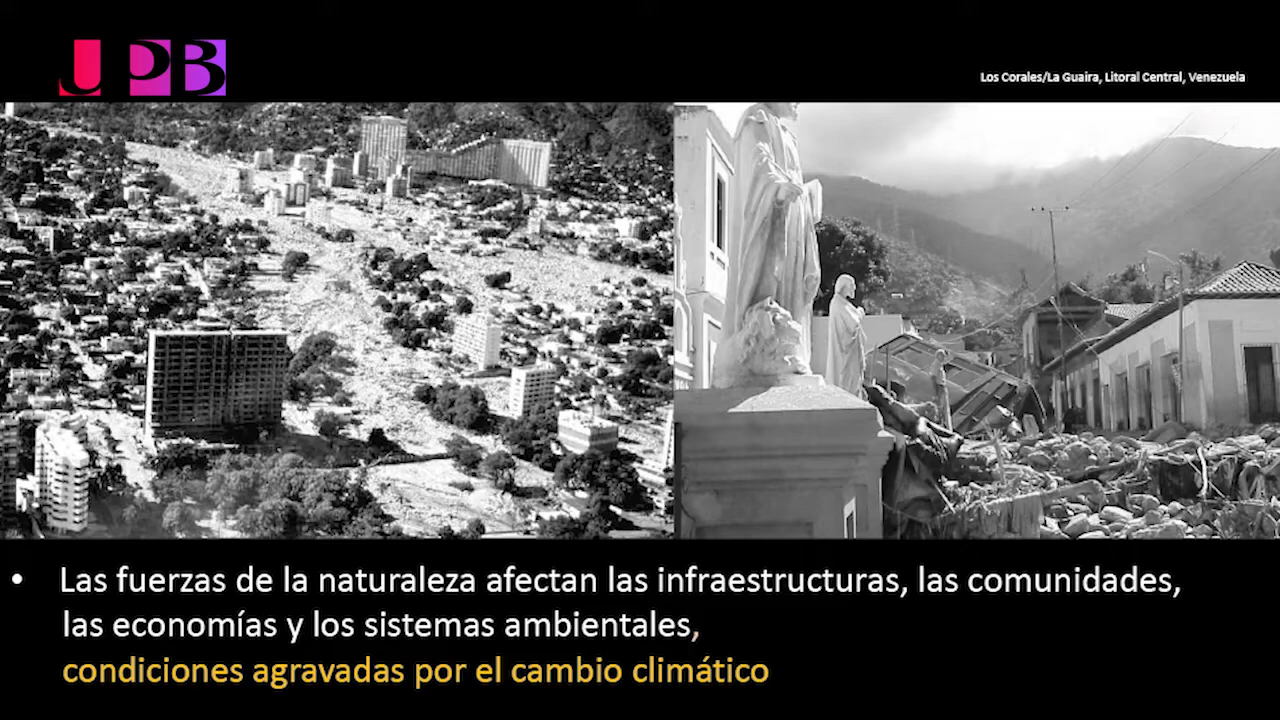 JPB
Los Corales/La Guaira, Litoral Central, Venezuela
• Las fuerzas de la naturaleza afectan las infraestructuras, las comunidades,
las economías y los sistemas ambientales,
condiciones agravadas por el cambio climático